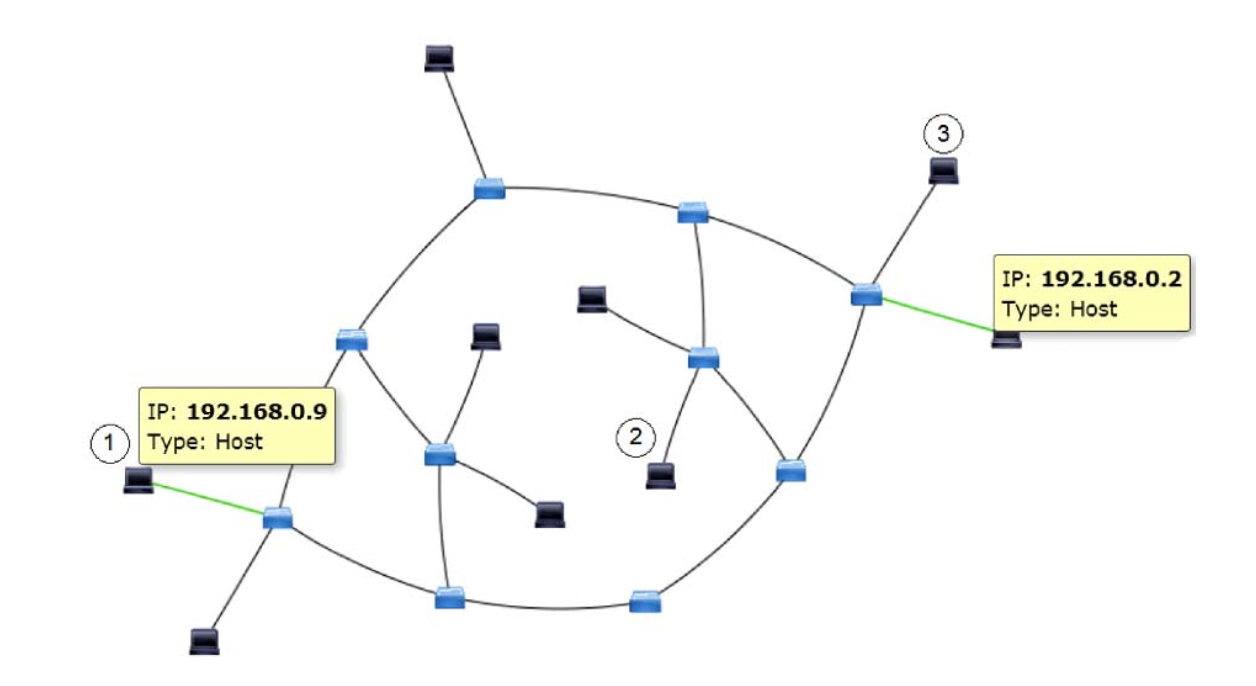 3
IP: 192.168.0.2
Type: Host
IP: 192.168.0.9
Type: Host
1
2